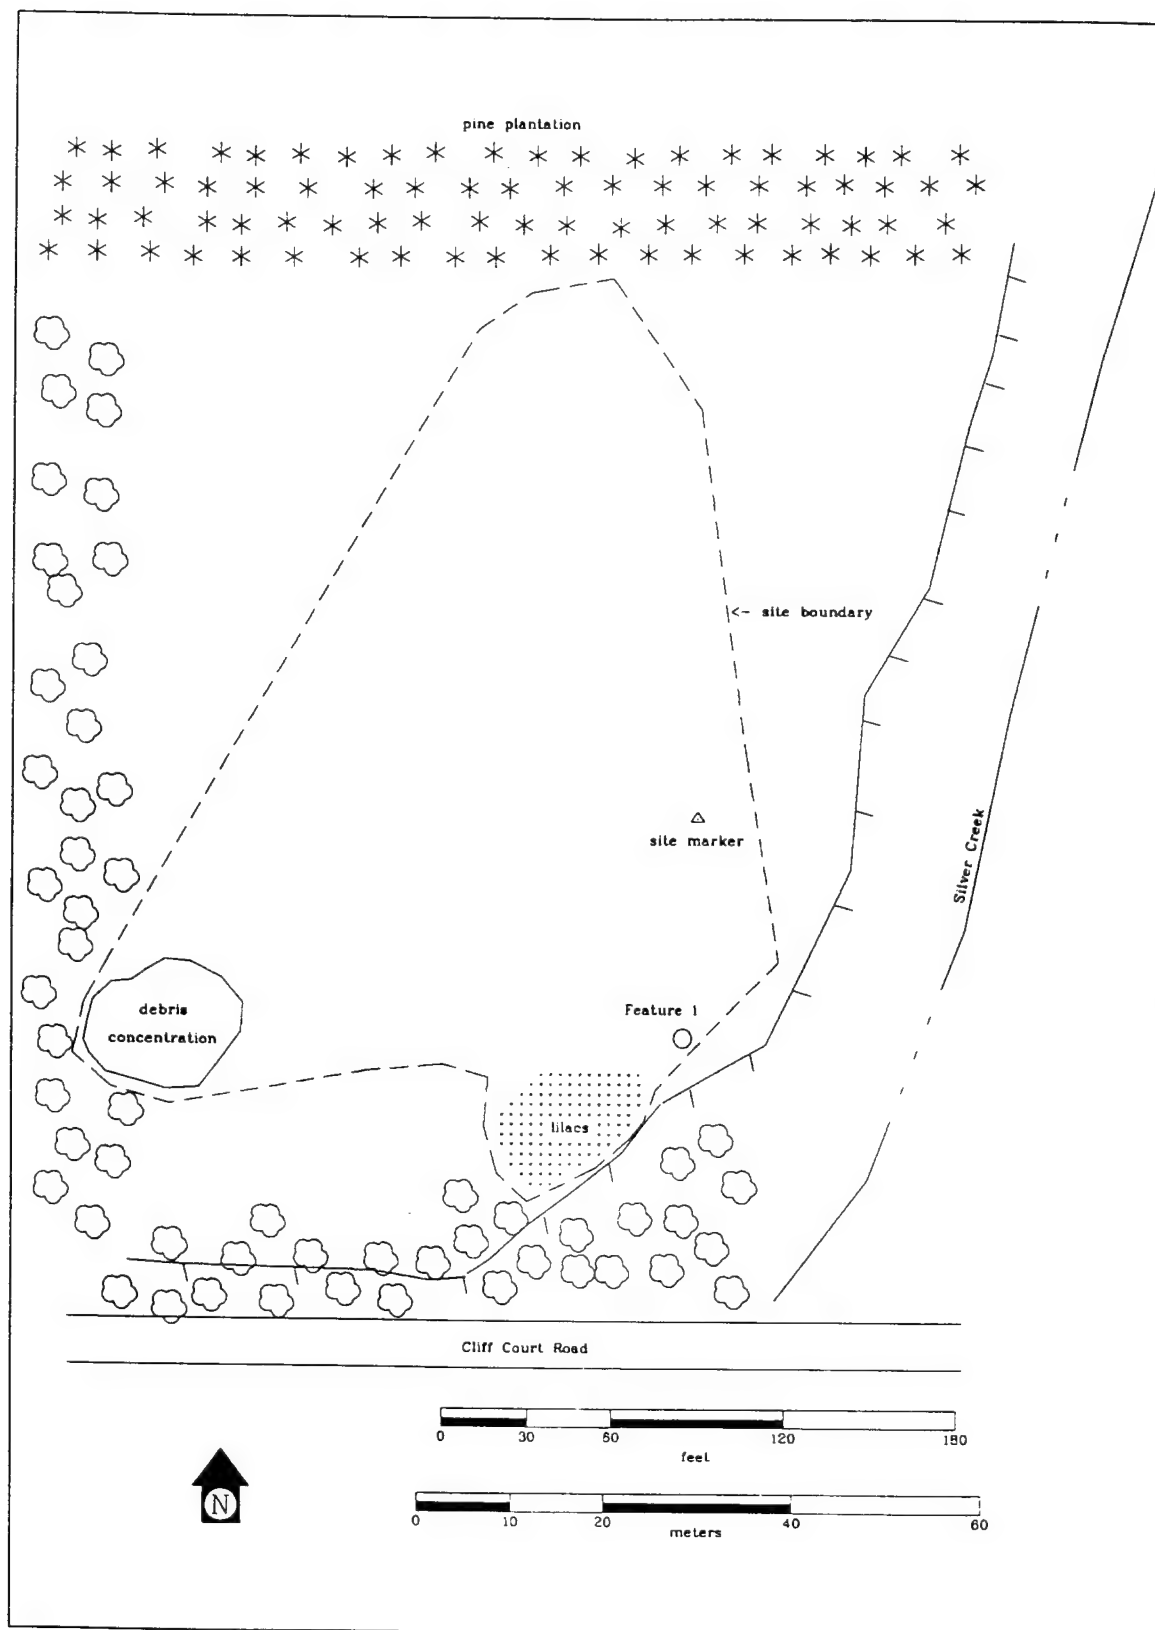 pine plantation
<- site boundary
site marker
Silver Creek
debris
concentration
Feature 1
lilacs
Cliff Court Road
0 30 60 120 180
feet
N
0 10 20 40 60
meters